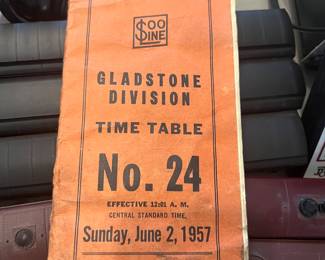 SOO
LINE
GLADSTONE
DIVISION
TIME TABLE
No. 24
EFFECTIVE 12:01 A. M.
CENTRAL STANDARD TIME,
Sunday, June 2, 1957